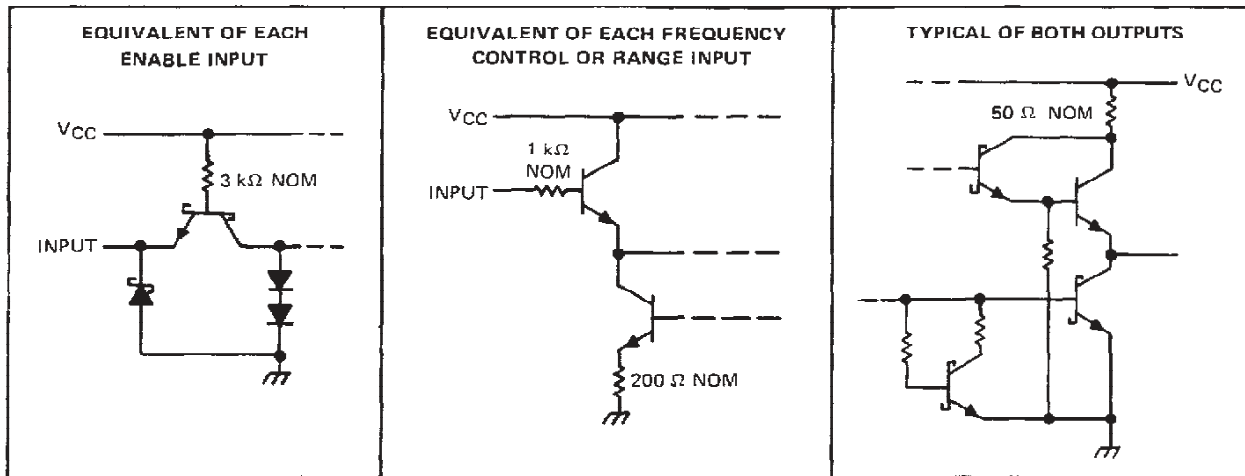 EQUIVALENT OF EACH
ENABLE INPUT
VCC
3 kΩ NOM
INPUT
EQUIVALENT OF EACH FREQUENCY
CONTROL OR RANGE INPUT
VCC
1 kΩ
NOM
INPUT
200 Ω NOM
TYPICAL OF BOTH OUTPUTS
VCC
50 Ω NOM